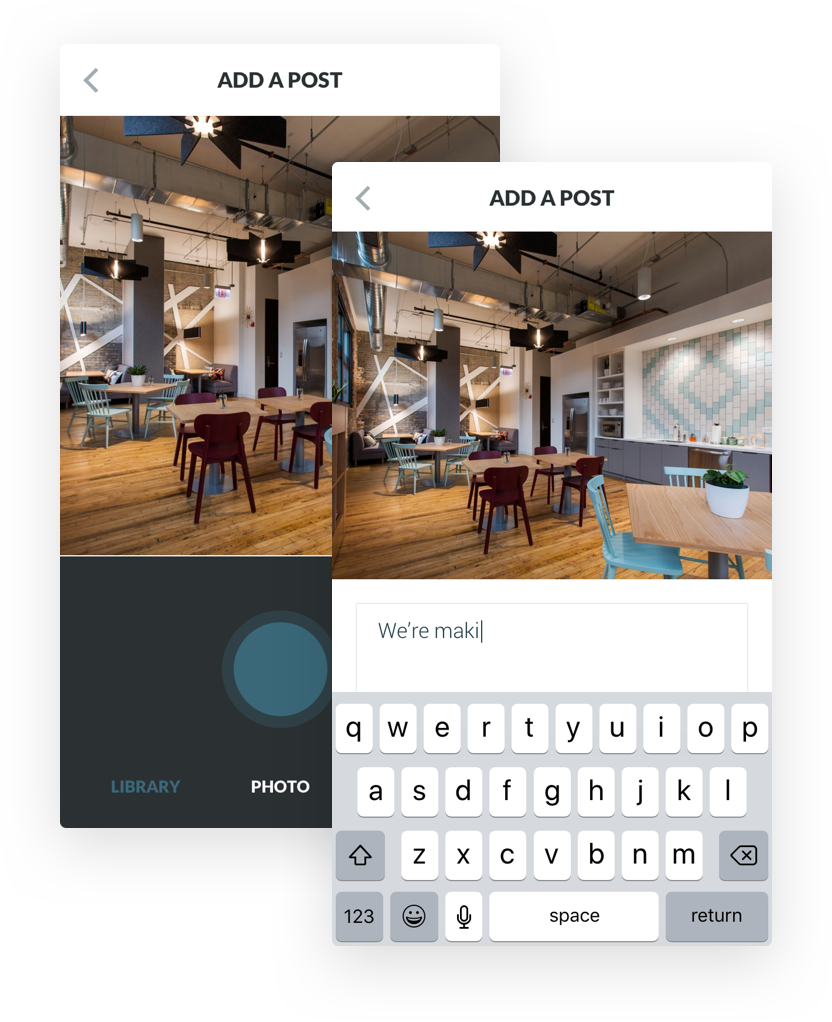 ADD A POST
LIBRARY
PHOTO
ADD A POST
We're maki
q w e r t y u i o p
a s d f g h j k l
z x c v b n m
123
space
return